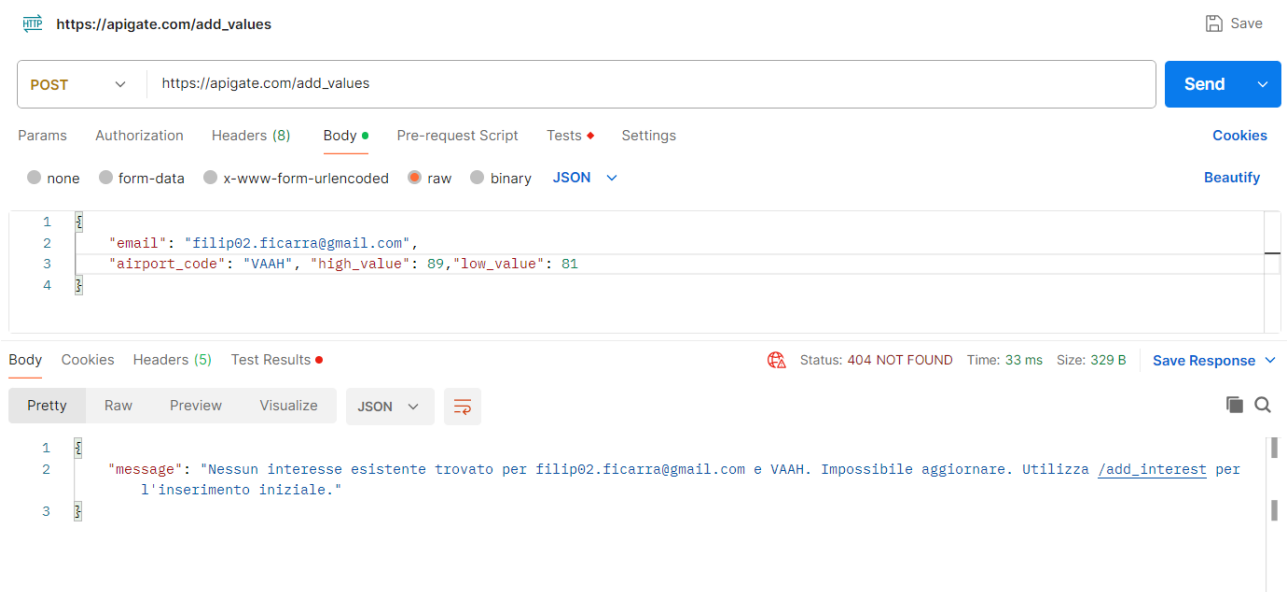 HTTP https://apigate.com/add_values Save
POST https://apigate.com/add_values Send
Params Authorization Headers (8) Body Pre-request Script Tests Settings Cookies
none form-data x-www-form-urlencoded raw binary JSON Beautify
1 {
2 "email": "filip02.ficarra@gmail.com",
3 "airport_code": "VAAH", "high_value": 89,"low_value": 81
4 }
Body Cookies Headers (5) Test Results Status: 404 NOT FOUND Time: 33 ms Size: 329 B Save Response
Pretty Raw Preview Visualize JSON
1 {
2 "message": "Nessun interesse esistente trovato per filip02.ficarra@gmail.com e VAAH. Impossibile aggiornare. Utilizza /add_interest per
l'inserimento iniziale."
3 }